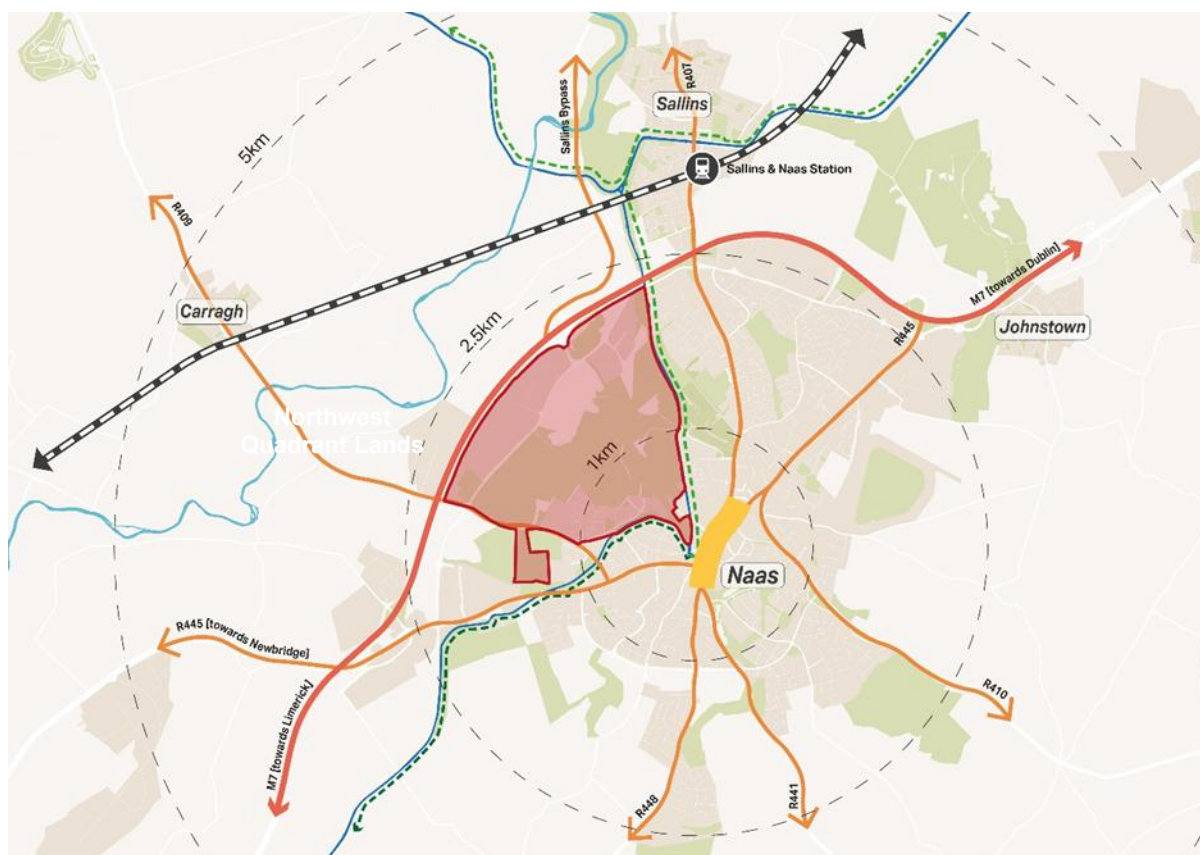 R407
Sallins
Sallins Bypass
Sallins & Naas Station
5km
R409
M7 [towards Dublin]
Carragh
2.5km
Johnstown
R445
Northwest
Quadrant Lands
1km
Naas
R445 [towards Newbridge]
R410
M7 [towards Limerick]
R448
R441